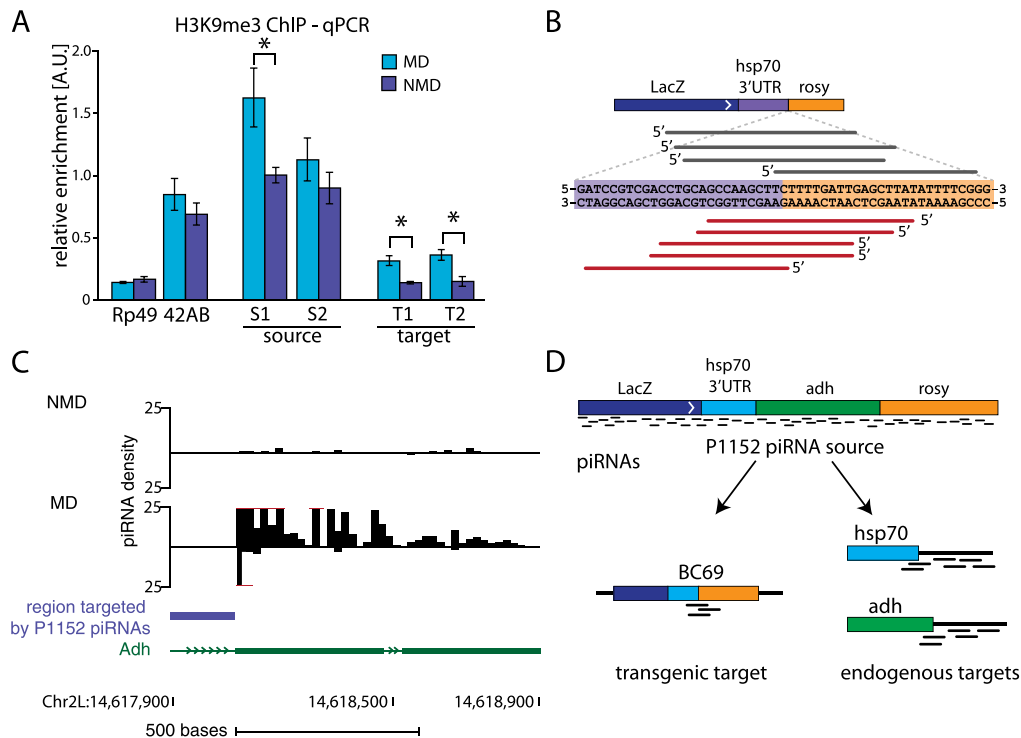 A
H3K9me3 ChIP - qPCR
relative enrichment [A.U.]
2.0
1.5
1.0
0.5
0
*
*
*
MD
NMD
Rp49
42AB
S1
S2
T1
T2
source
target
B
LacZ
hsp70
3'UTR
rosy
5'
5'
5'
5'
5-GATCCGTCGACCTGCAGCCAAGCTTCTTTTGATTGAGCTTATATTTTCGGG-3
3-CTAGGCAGCTGGACGTCGGTTCGAAGAAAACTAACTCGAATATAAAAGCCC-5
5'
5'
5'
5'
5'
C
NMD
25
25
MD
25
piRNA density
region targeted
by P1152 piRNAs
Adh
Chr2L:14,617,900
14,618,500
14,618,900
500 bases
D
LacZ
hsp70
3'UTR
adh
rosy
piRNAs
P1152 piRNA source
BC69
transgenic target
hsp70
adh
endogenous targets